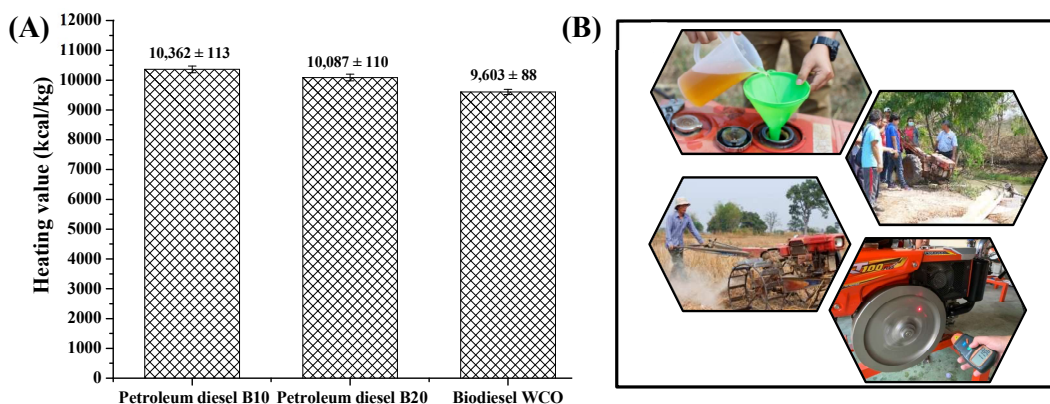 (A)
Heating value (kcal/kg)
12000
11000
10000
9000
8000
7000
6000
5000
4000
3000
2000
1000
0
10,362 ± 113
10,087 ± 110
9,603 ± 88
Petroleum diesel B10
Petroleum diesel B20
Biodiesel WCO
(B)
100